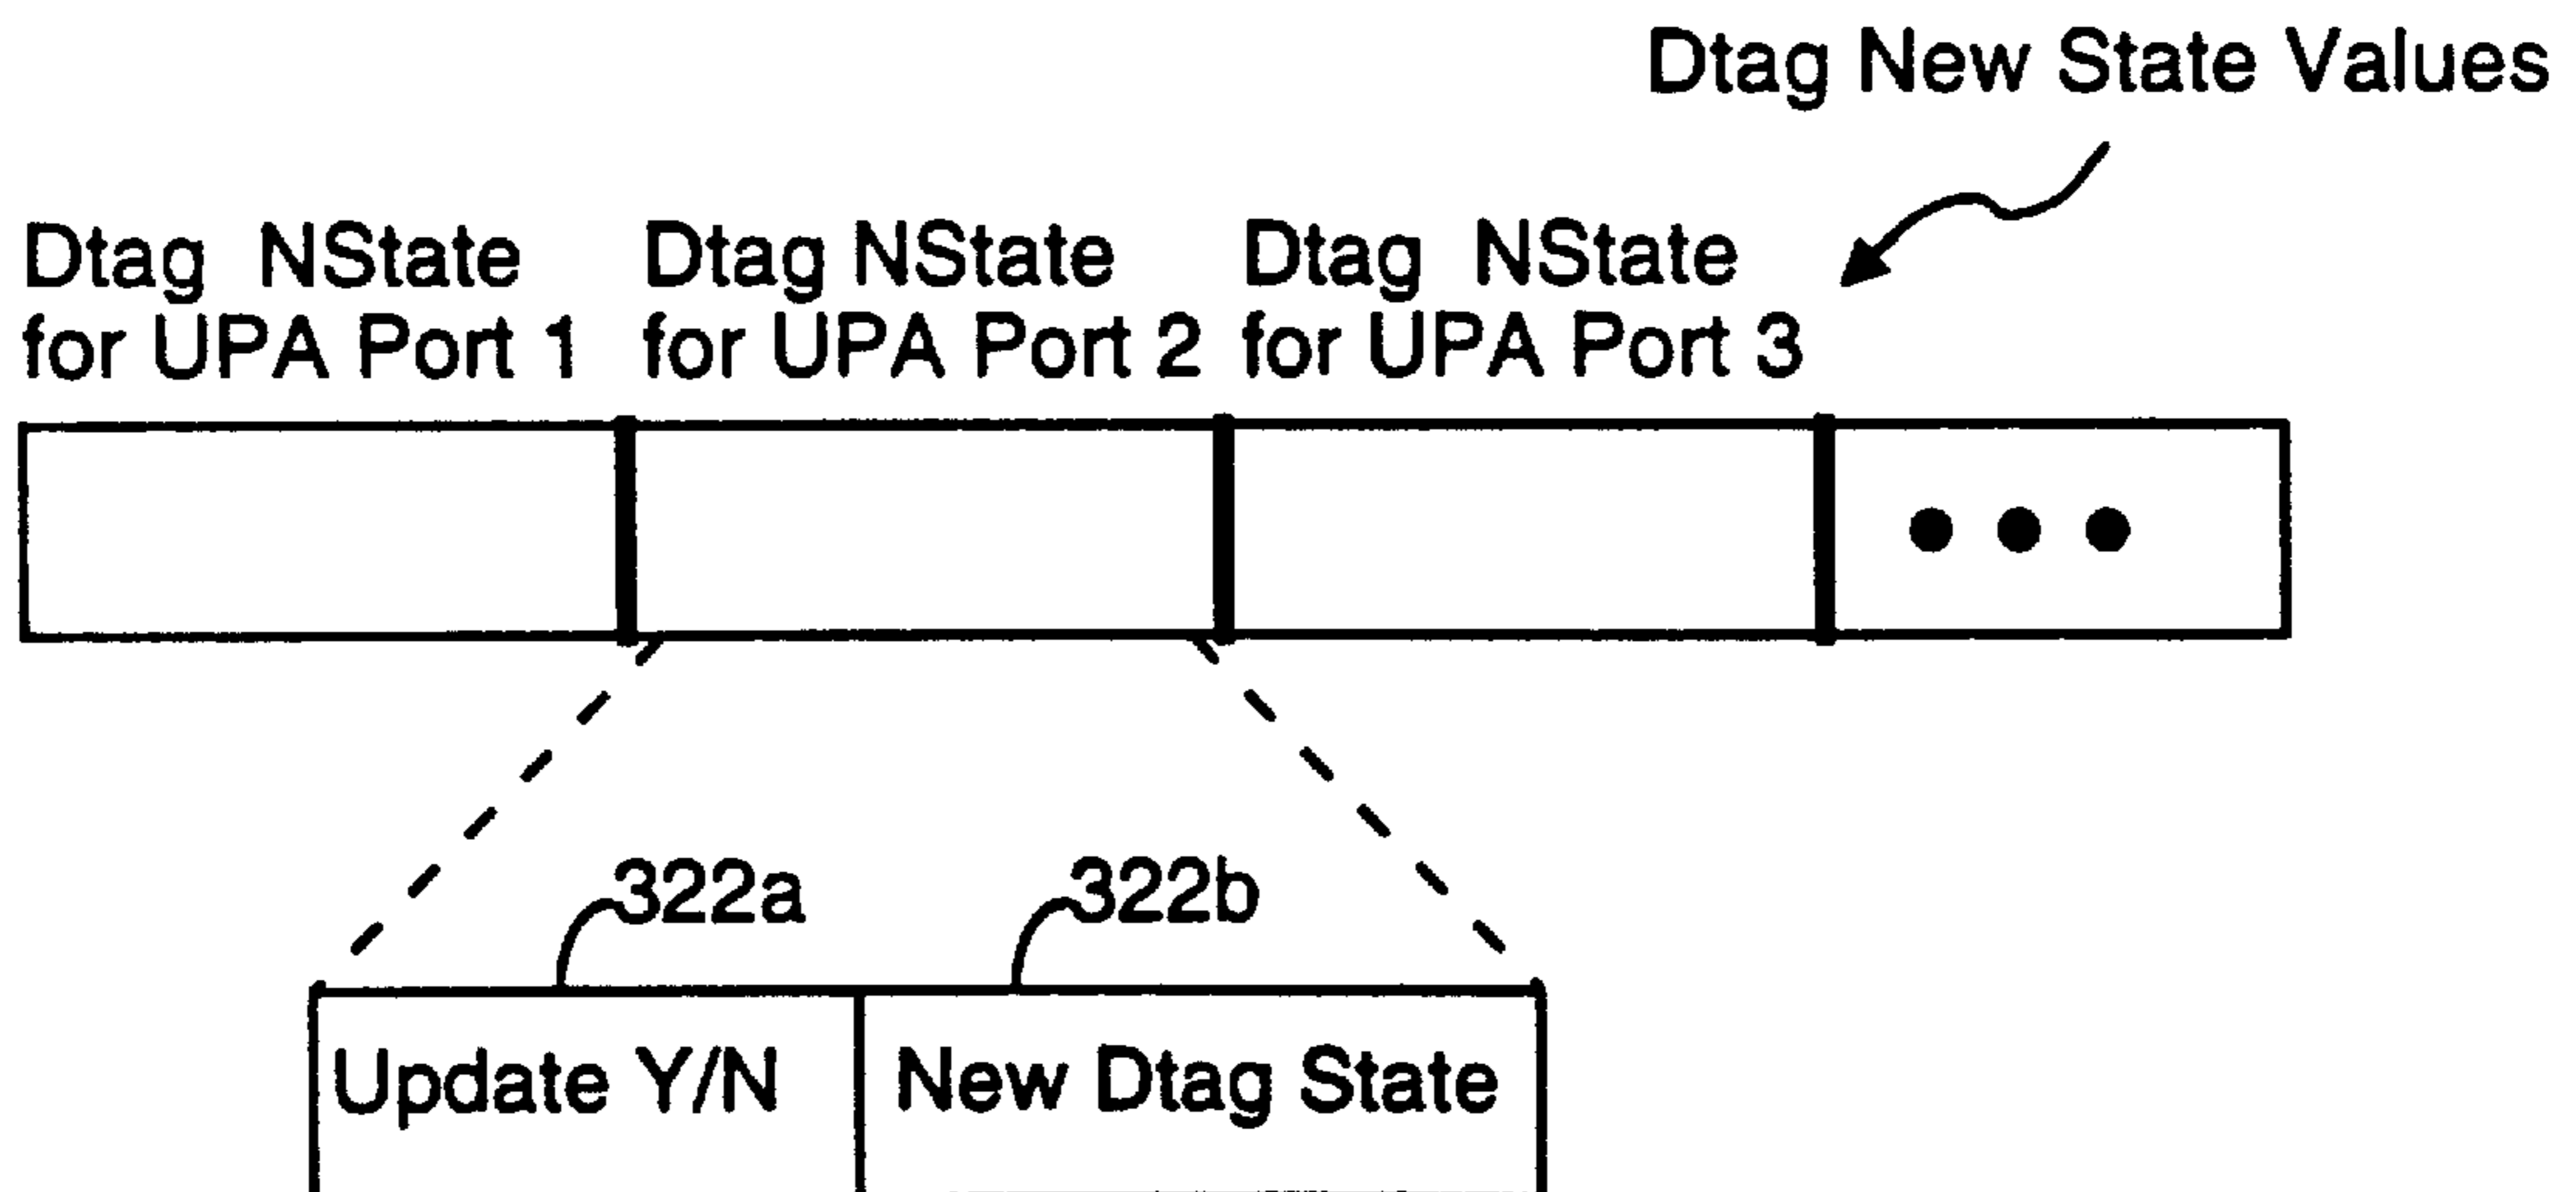 Dtag New State Values
Dtag NState
for UPA Port 1
Dtag NState
for UPA Port 2
Dtag NState
for UPA Port 3
322a
322b
Update Y/N
New Dtag State